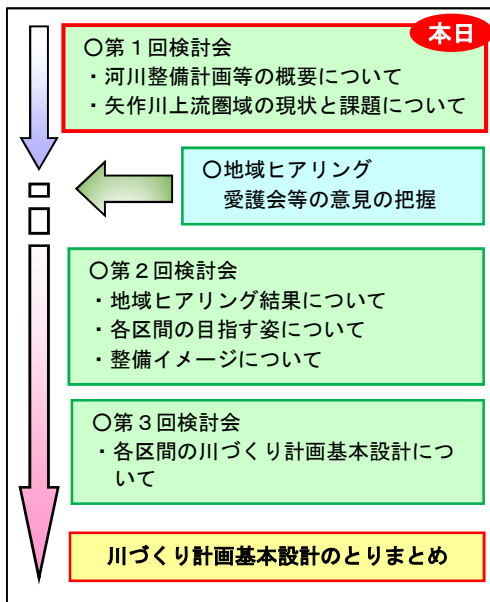 本日
〇第１回検討会
・河川整備計画等の概要について
・矢作川上流圏域の現状と課題について
〇地域ヒアリング
愛護会等の意見の把握
〇第２回検討会
・地域ヒアリング結果について
・各区間の目指す姿について
・整備イメージについて
〇第３回検討会
・各区間の川づくり計画基本設計につ
いて
川づくり計画基本設計のとりまとめ